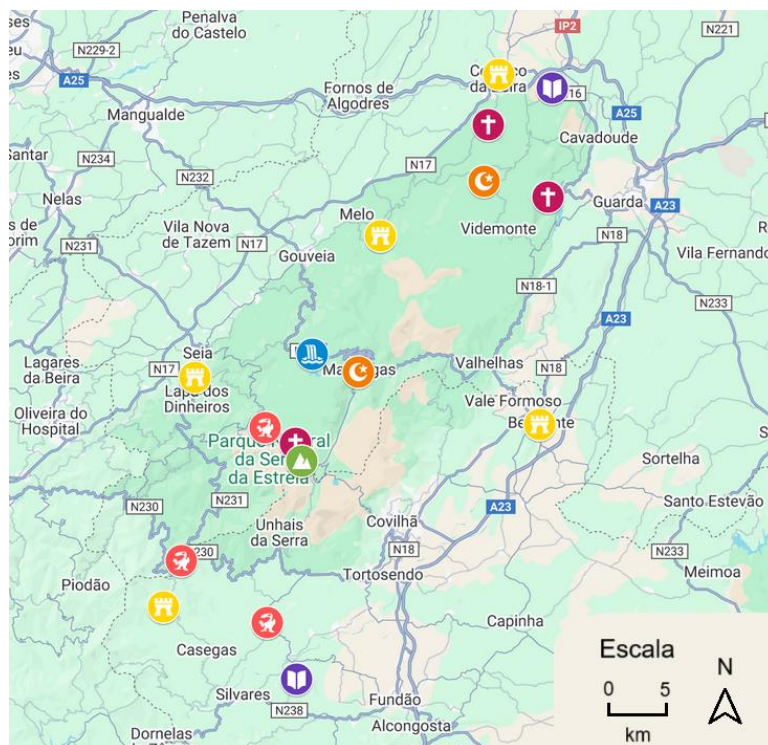 Penalva
do Castelo
IP2
N221
N229-2
A25
Fornos de
Algodres
Mangualde
16
A25
Santar
N234
Cavadoude
N232
N17
Nelas
Guarda
A23
Melo
Vila Nova
de Tazem
N17
Videmonte
N18
N231
Gouveia
Vila Fernando
N18-1
N233
A23
Seia
Lagares
da Beira
N17
Lapa dos
Dinheiros
Valhelhas
N18
Vale Formoso
Oliveira do
Hospital
Parque Natural
da Serra
da Estrela
Sortelha
N230
N231
Santo Estevão
A23
Unhais
da Serra
Covilhã
N18
N233
Piodão
Tortosendo
Meimoa
Capinha
Casegas
Silvares
N238
Fundão
Alcongosta
Dornelas
Escala
N
0 5
km